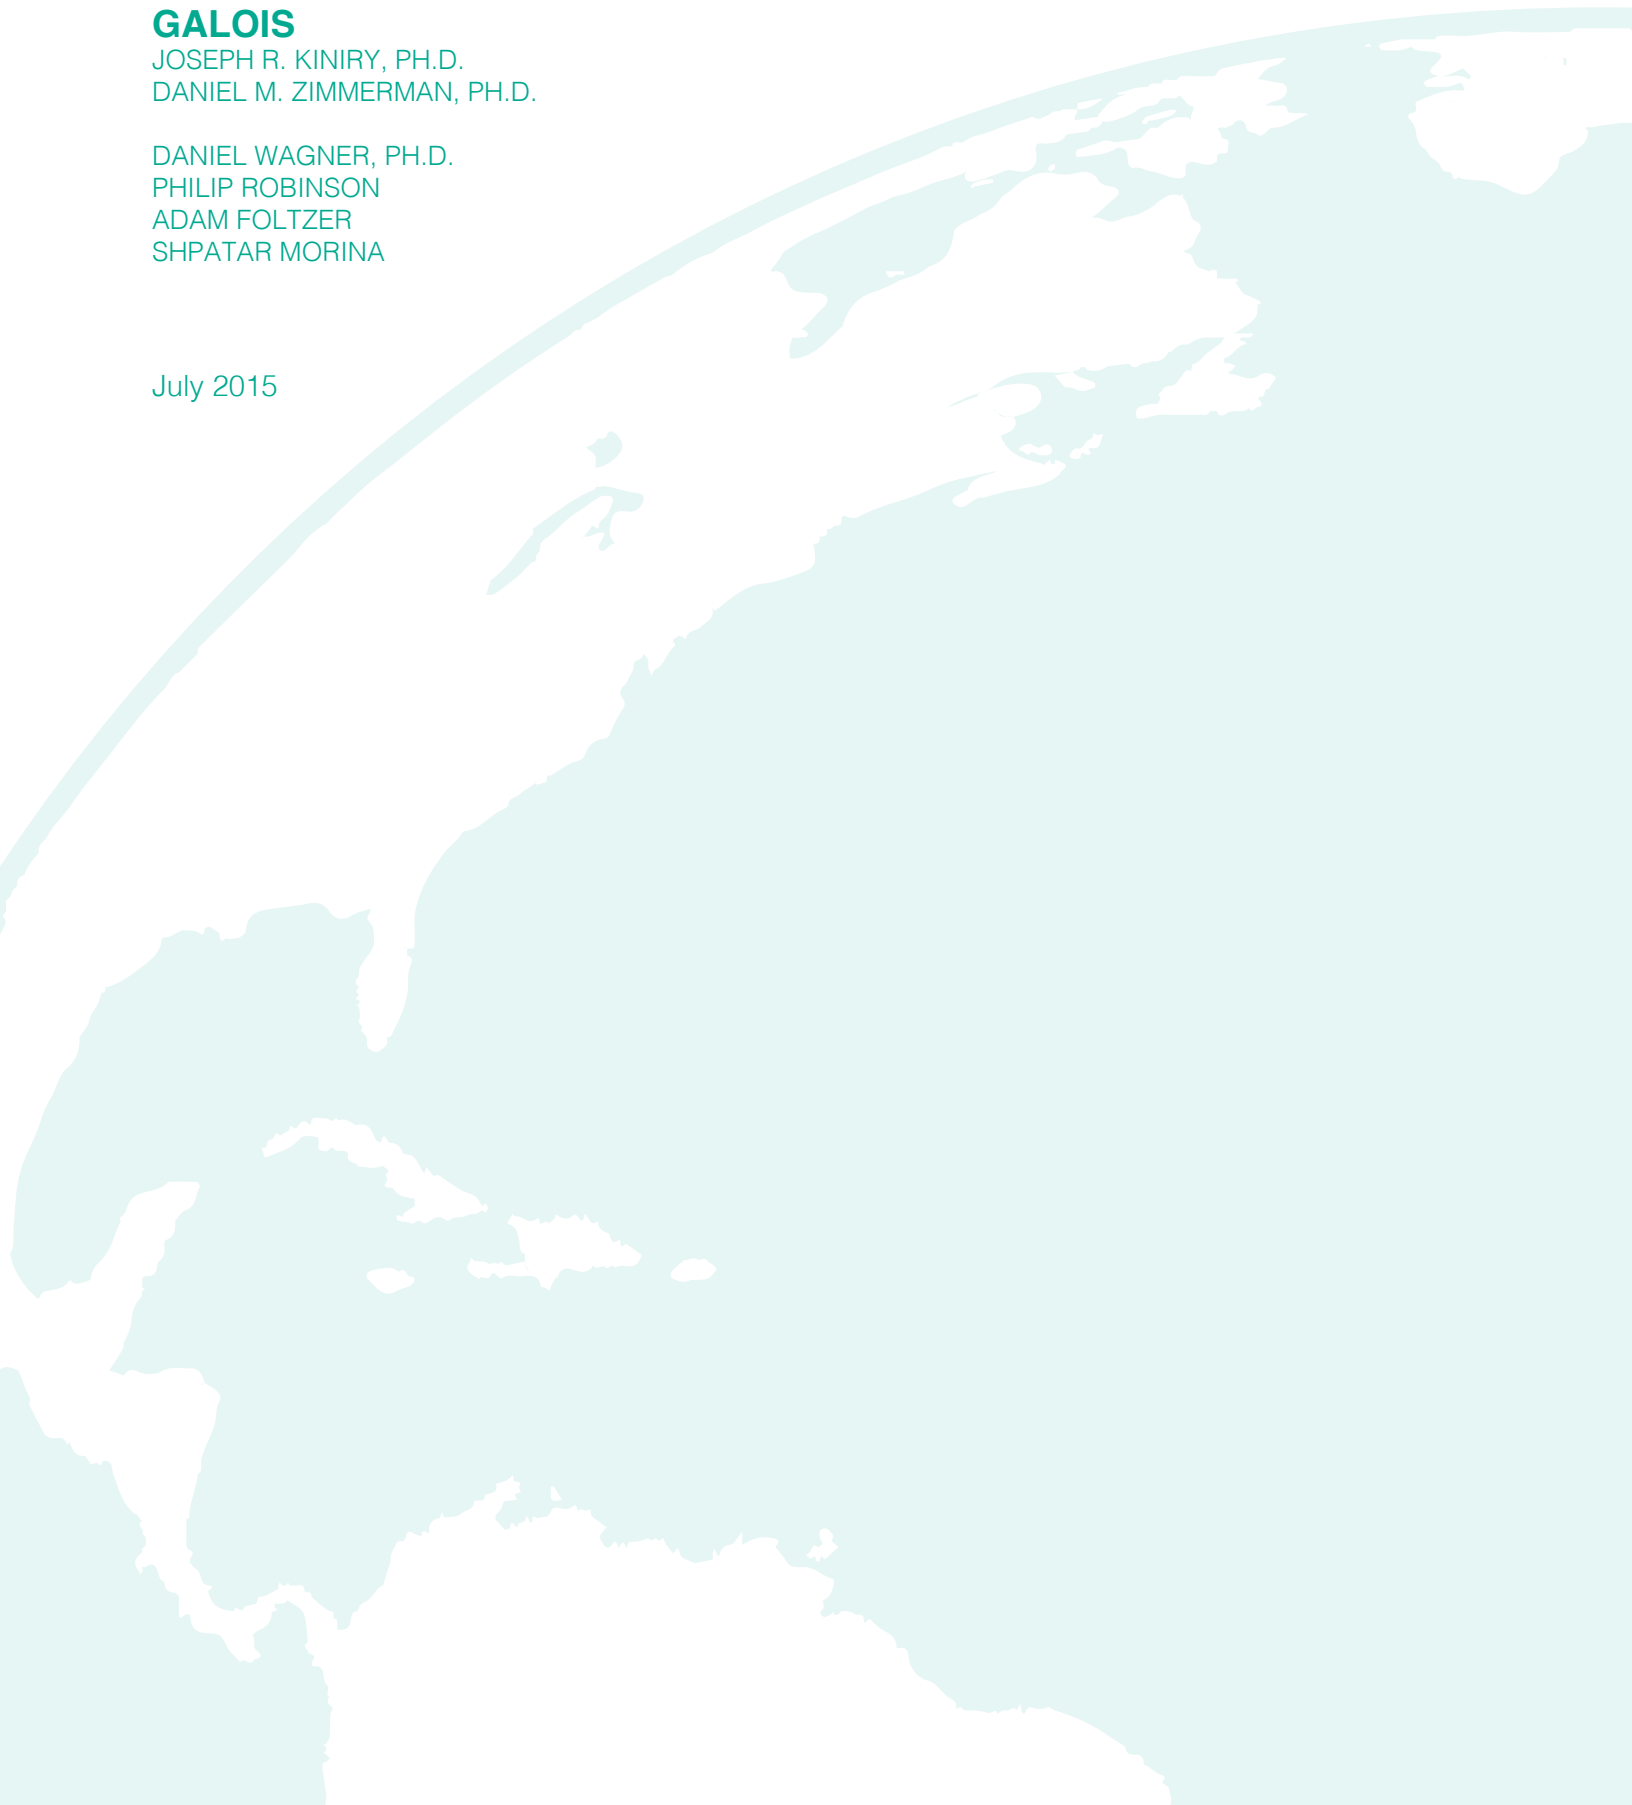 GALOIS
JOSEPH R. KINIRY, PH.D.
DANIEL M. ZIMMERMAN, PH.D.
DANIEL WAGNER, PH.D.
PHILIP ROBINSON
ADAM FOLTZER
SHPATAR MORINA
July 2015